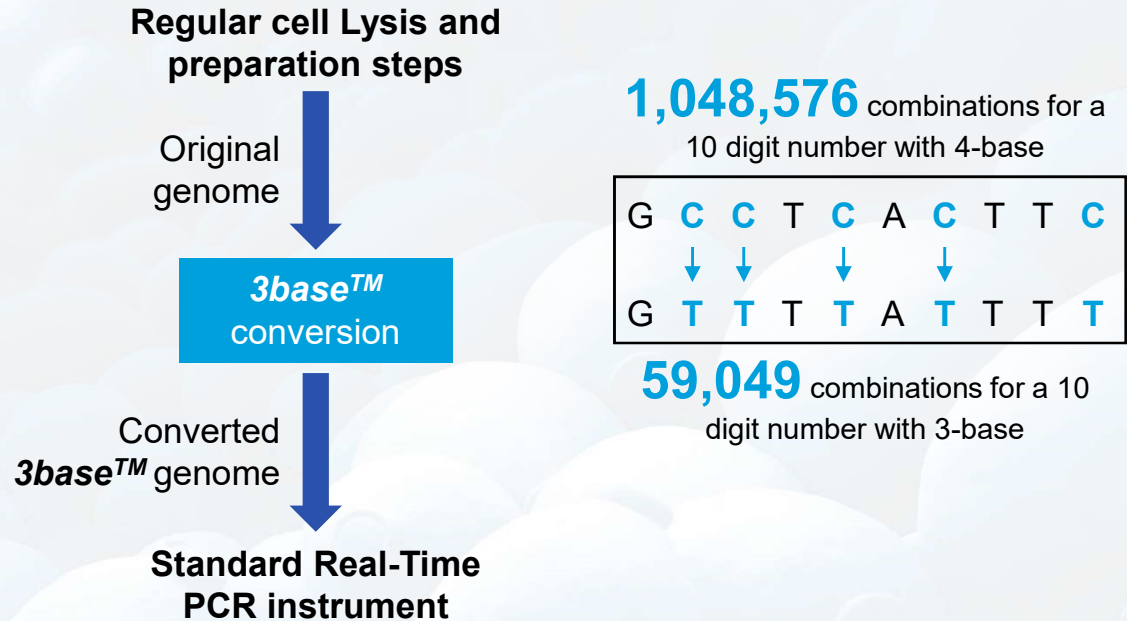 Regular cell Lysis and
preparation steps
Original
genome
3base™
conversion
Converted
3base™ genome
Standard Real-Time
PCR instrument
1,048,576 combinations for a
10 digit number with 4-base
G C C T C A C T T C
G T T T T A T T T T
59,049 combinations for a 10
digit number with 3-base